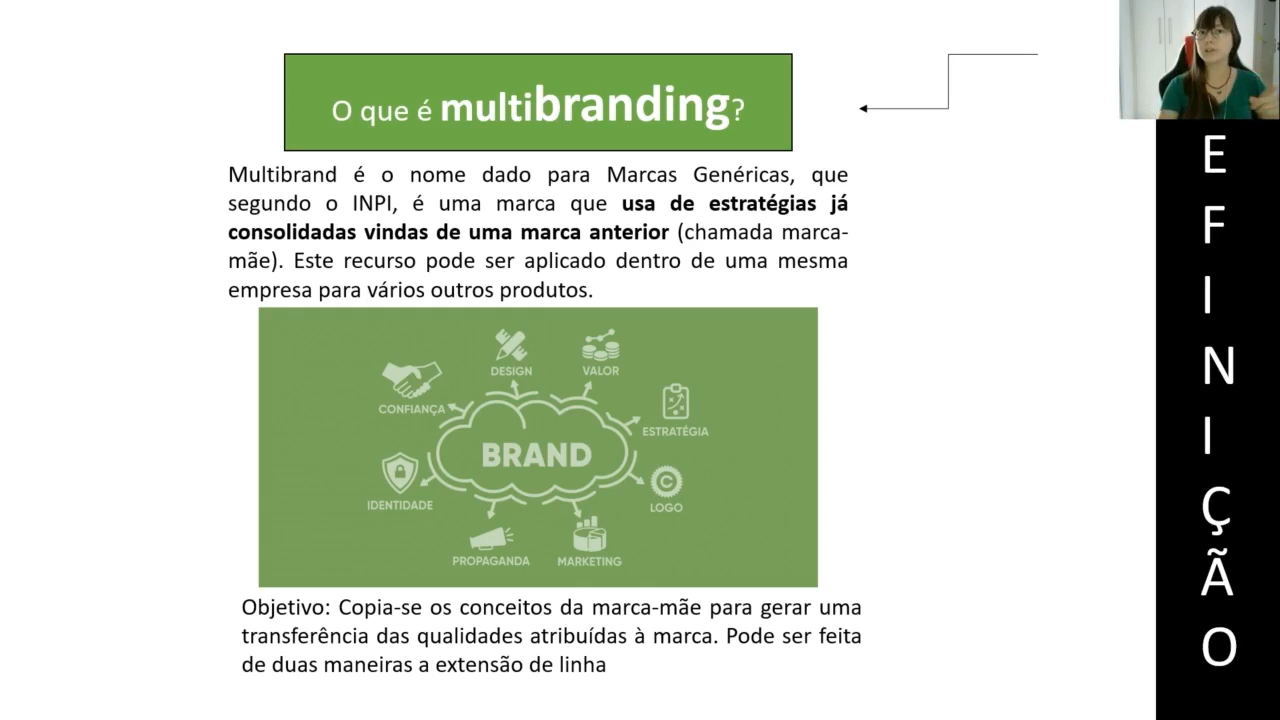 O que é multibranding?
Multibrand é o nome dado para Marcas Genéricas, que
segundo o INPI, é uma marca que usa de estratégias já
consolidadas vindas de uma marca anterior (chamada marca-
mãe). Este recurso pode ser aplicado dentro de uma mesma
empresa para vários outros produtos.
DESIGN
VALOR
CONFIANÇA
ESTRATÉGIA
BRAND
IDENTIDADE
C
LOGO
PROPAGANDA
MARKETING
Objetivo: Copia-se os conceitos da marca-mãe para gerar uma
transferência das qualidades atribuídas à marca. Pode ser feita
de duas maneiras a extensão de linha
E
F
I
N
I
Ç
Ã
O